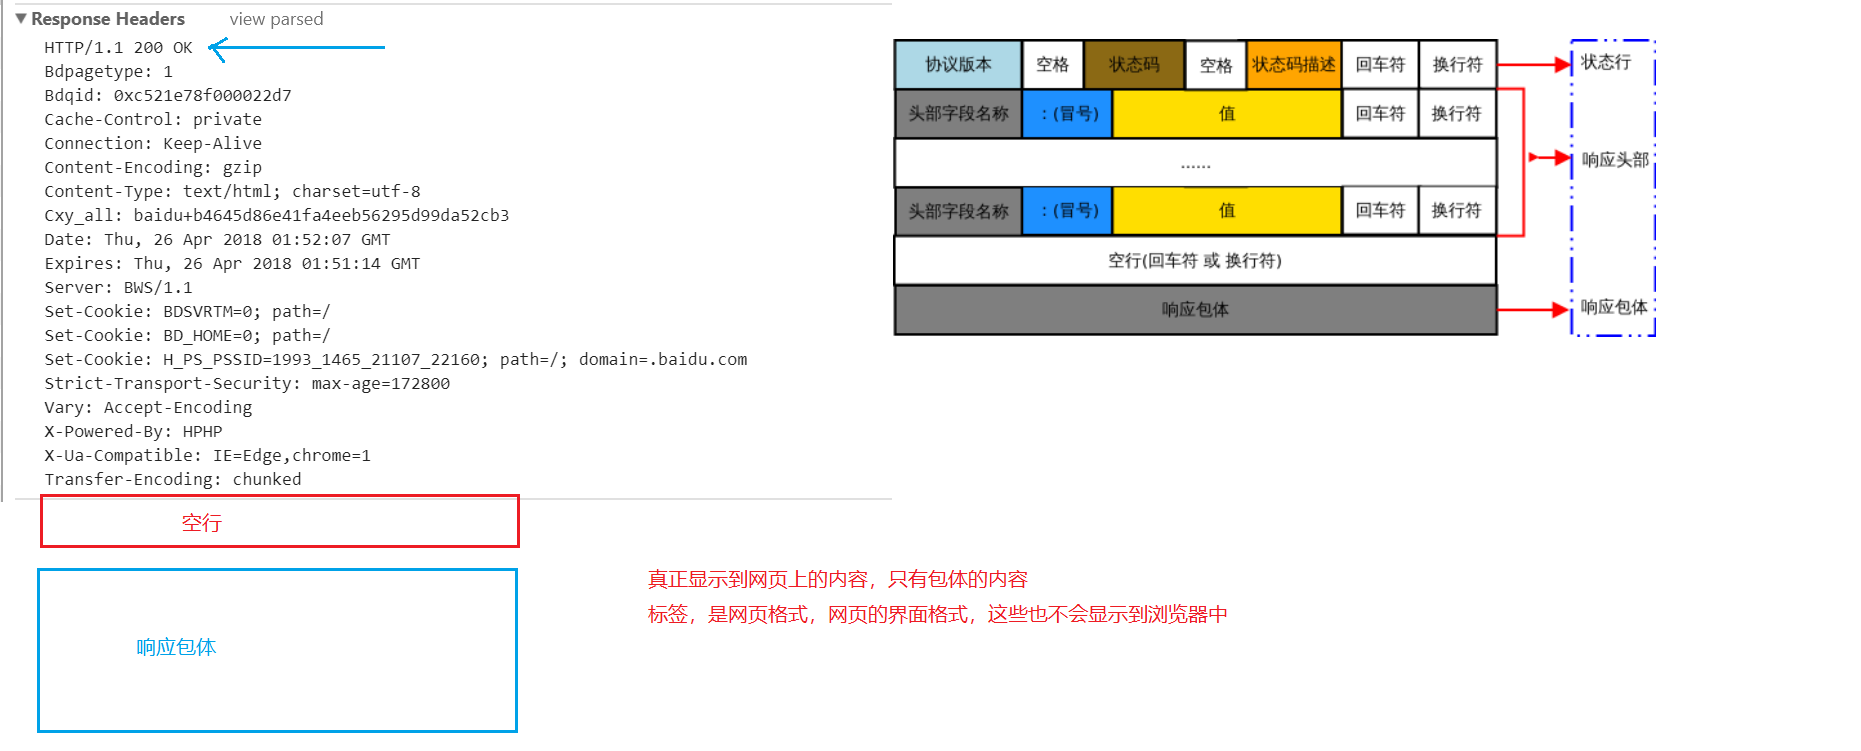 Response Headers view parsed
HTTP/1.1 200 OK
Bdpagetype: 1
Bdqid: 0xc521e78f000022d7
Cache-Control: private
Connection: Keep-Alive
Content-Encoding: gzip
Content-Type: text/html; charset=utf-8
Cxy_all: baidu+b4645d86e41fa4eeb56295d99da52cb3
Date: Thu, 26 Apr 2018 01:52:07 GMT
Expires: Thu, 26 Apr 2018 01:51:14 GMT
Server: BWS/1.1
Set-Cookie: BDSVRTM=0; path=/
Set-Cookie: BD_HOME=0; path=/
Set-Cookie: H_PS_PSSID=1993_1465_21107_22160; path=/; domain=.baidu.com
Strict-Transport-Security: max-age=172800
Vary: Accept-Encoding
X-Powered-By: HPHP
X-Ua-Compatible: IE=Edge,chrome=1
Transfer-Encoding: chunked
空行
响应包体
协议版本 空格 状态码 空格 状态码描述 回车符 换行符 状态行
头部字段名称 ：(冒号) 值 回车符 换行符
......
响应头部
头部字段名称 ：(冒号) 值 回车符 换行符
空行(回车符 或 换行符)
响应包体 响应包体
真正显示到网页上的内容，只有包体的内容
标签，是网页格式，网页的界面格式，这些也不会显示到浏览器中